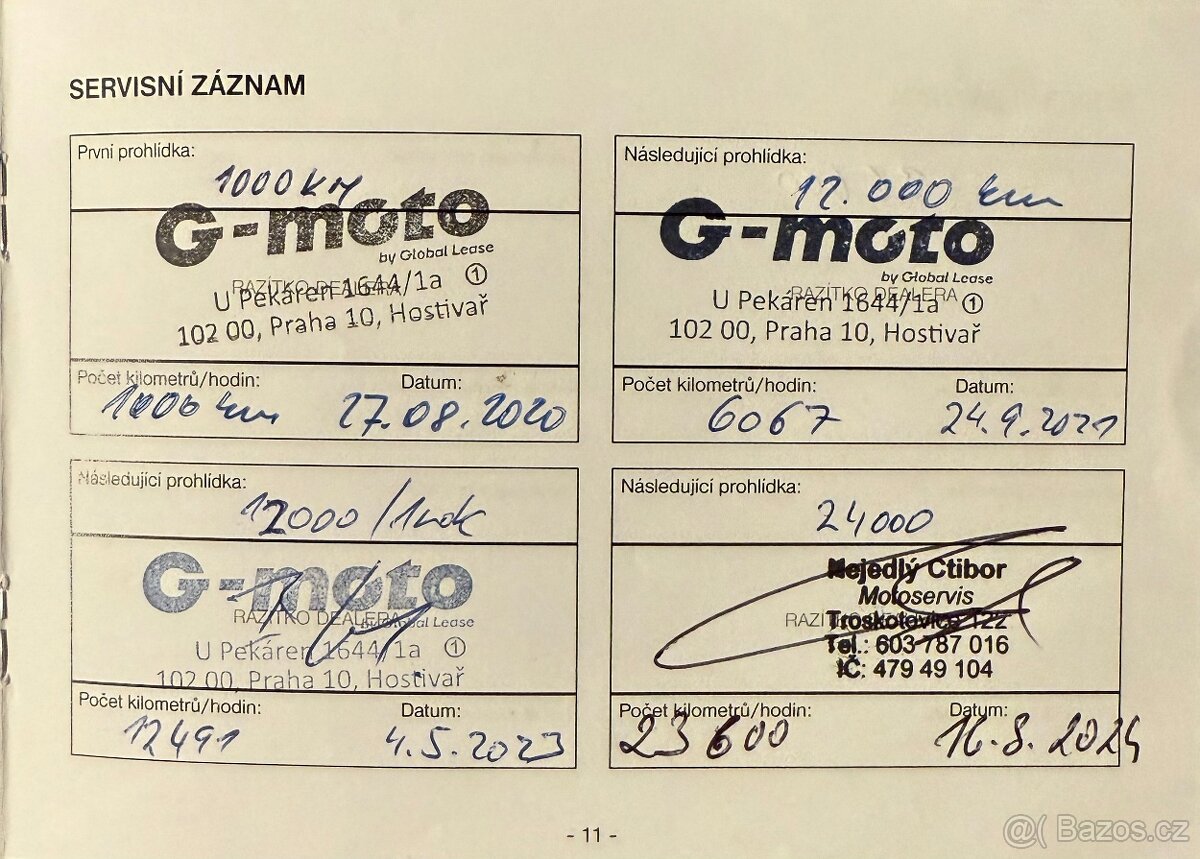 SERVISNÍ ZÁZNAM
První prohlídka:
1000 km
G-moto
by Global Lease
RAZÍTKO DEALERA
U Pekáren 1644/1a 1
102 00, Praha 10, Hostivař
Počet kilometrů/hodin:
Datum:
1006 km
27.08.2020
Následující prohlídka:
12.000 km
G-moto
by Global Lease
RAZÍTKO DEALERA
U Pekáren 1644/1a 1
102 00, Praha 10, Hostivař
Počet kilometrů/hodin:
Datum:
6067
24.9.2021
Následující prohlídka:
12000/1rok
G-moto
by Global Lease
RAZÍTKO DEALERA
U Pekáren 1644/1a 1
102 00, Praha 10, Hostivař
Počet kilometrů/hodin:
Datum:
12491
4.5.2023
Následující prohlídka:
24000
Nejedlý Ctibor
Motoservis
RAZÍTKO DEALERA
Troskotovice 122
Tel.: 603 787 016
IČ: 479 49 104
Počet kilometrů/hodin:
Datum:
23600
16.8.2024
- 11 -
@( Bazos.cz